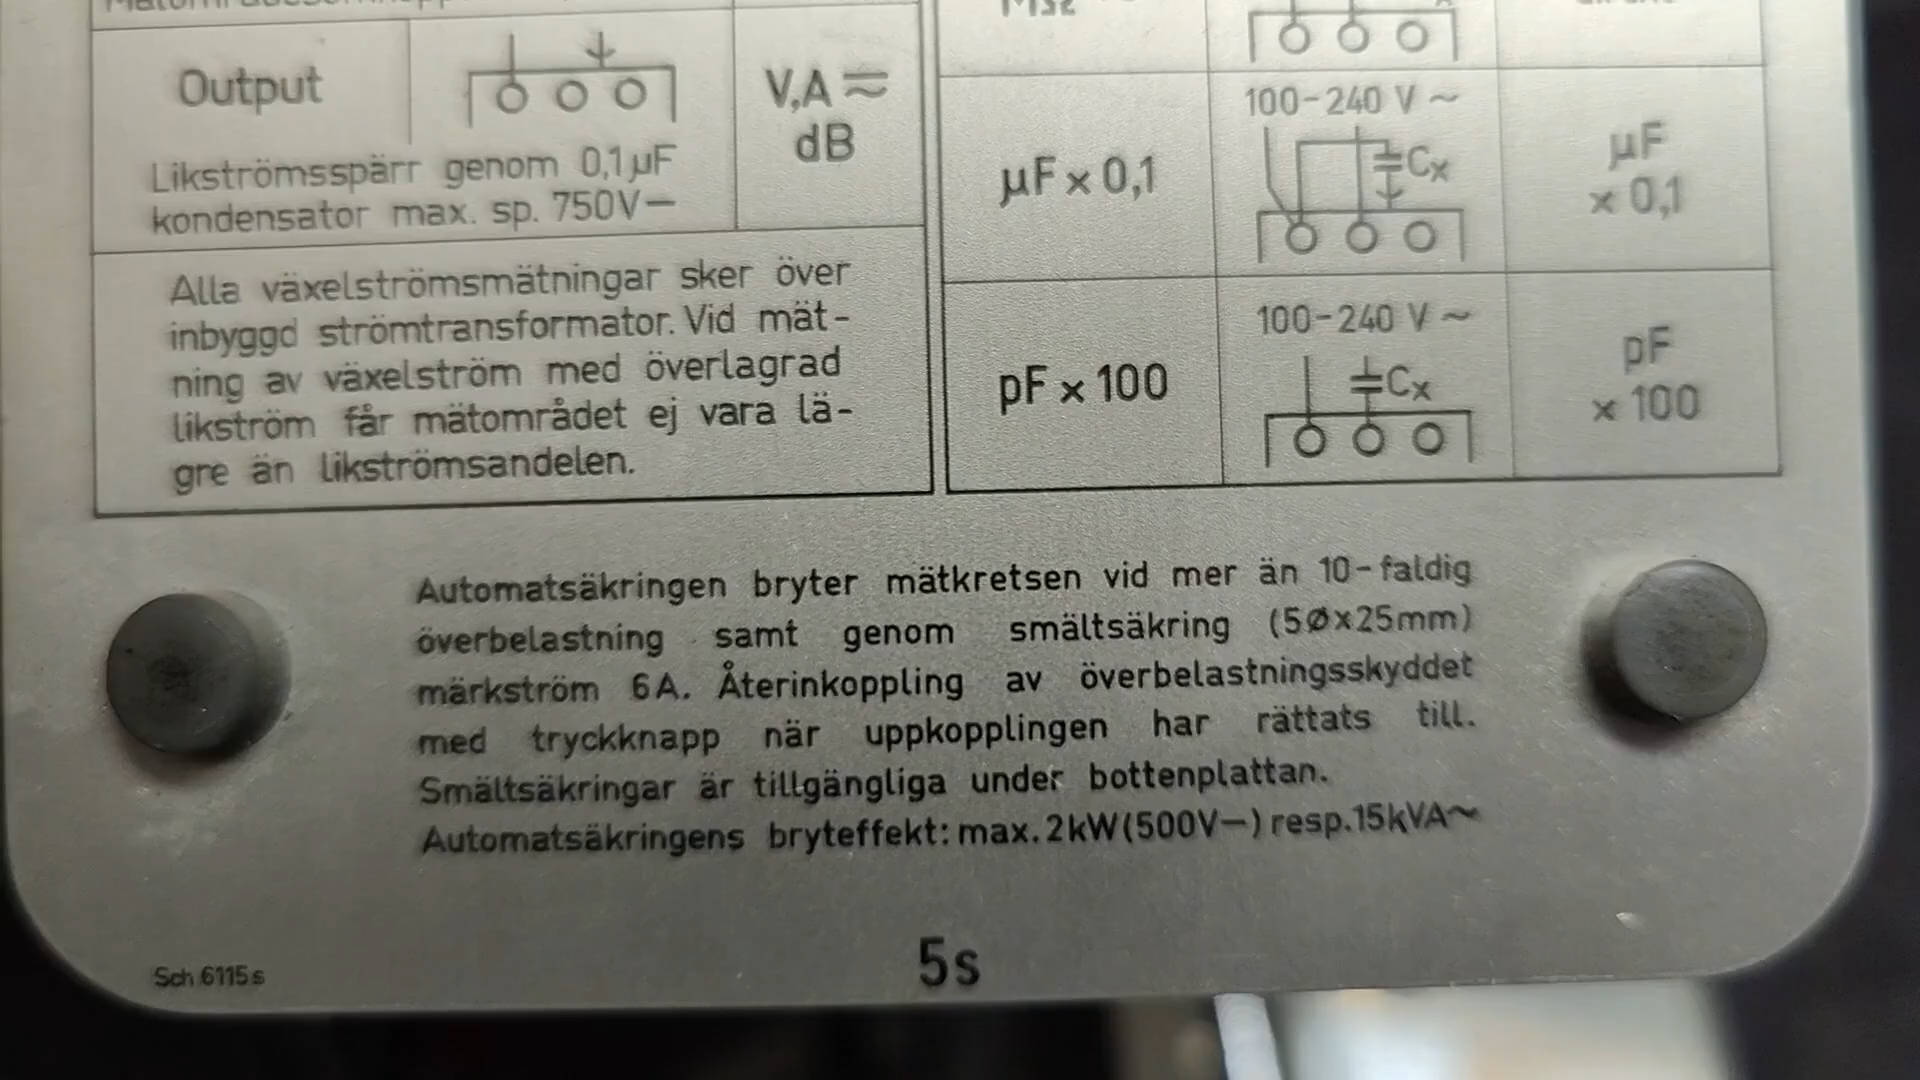 Output
V,A
dB
Likströmsspärr genom 0,1µF
kondensator max. sp. 750V—
Alla växelströmsmätningar sker över
inbyggd strömtransformator. Vid mät-
ning av växelström med överlagrad
likström får mätområdet ej vara lä-
gre än likströmsandelen.
100-240 V ~
µF x 0,1
Cx
µF
x 0,1
100-240 V ~
pF x 100
Cx
pF
x 100
Automatsäkringen bryter mätkretsen vid mer än 10-faldig
överbelastning samt genom smältsäkring (5Øx25mm)
märkström 6A. Återinkoppling av överbelastningsskyddet
med tryckknapp när uppkopplingen har rättats till.
Smältsäkringar är tillgängliga under bottenplattan.
Automatsäkringens bryteffekt: max. 2kW(500V—) resp. 15kVA~
5s
Sch 6115s